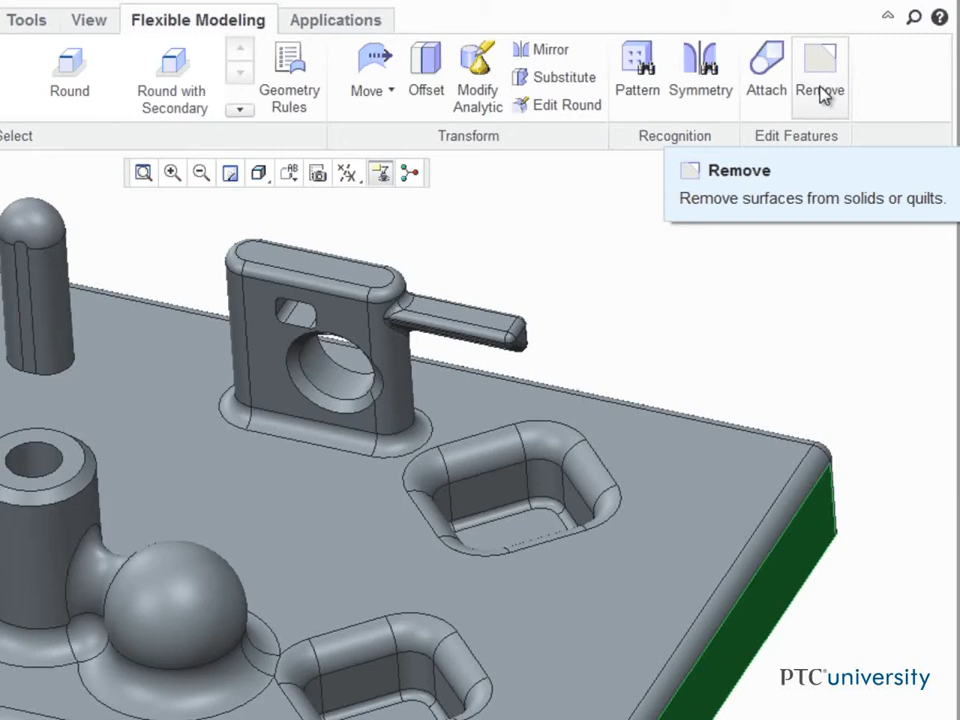 Tools View Flexible Modeling Applications
Round
Round with
Secondary
Geometry
Rules
Move
Offset
Modify
Analytic
Mirror
Substitute
Edit Round
Pattern
Symmetry
Attach
Remove
Select Transform Recognition Edit Features
Remove
Remove surfaces from solids or quilts.
PTC university